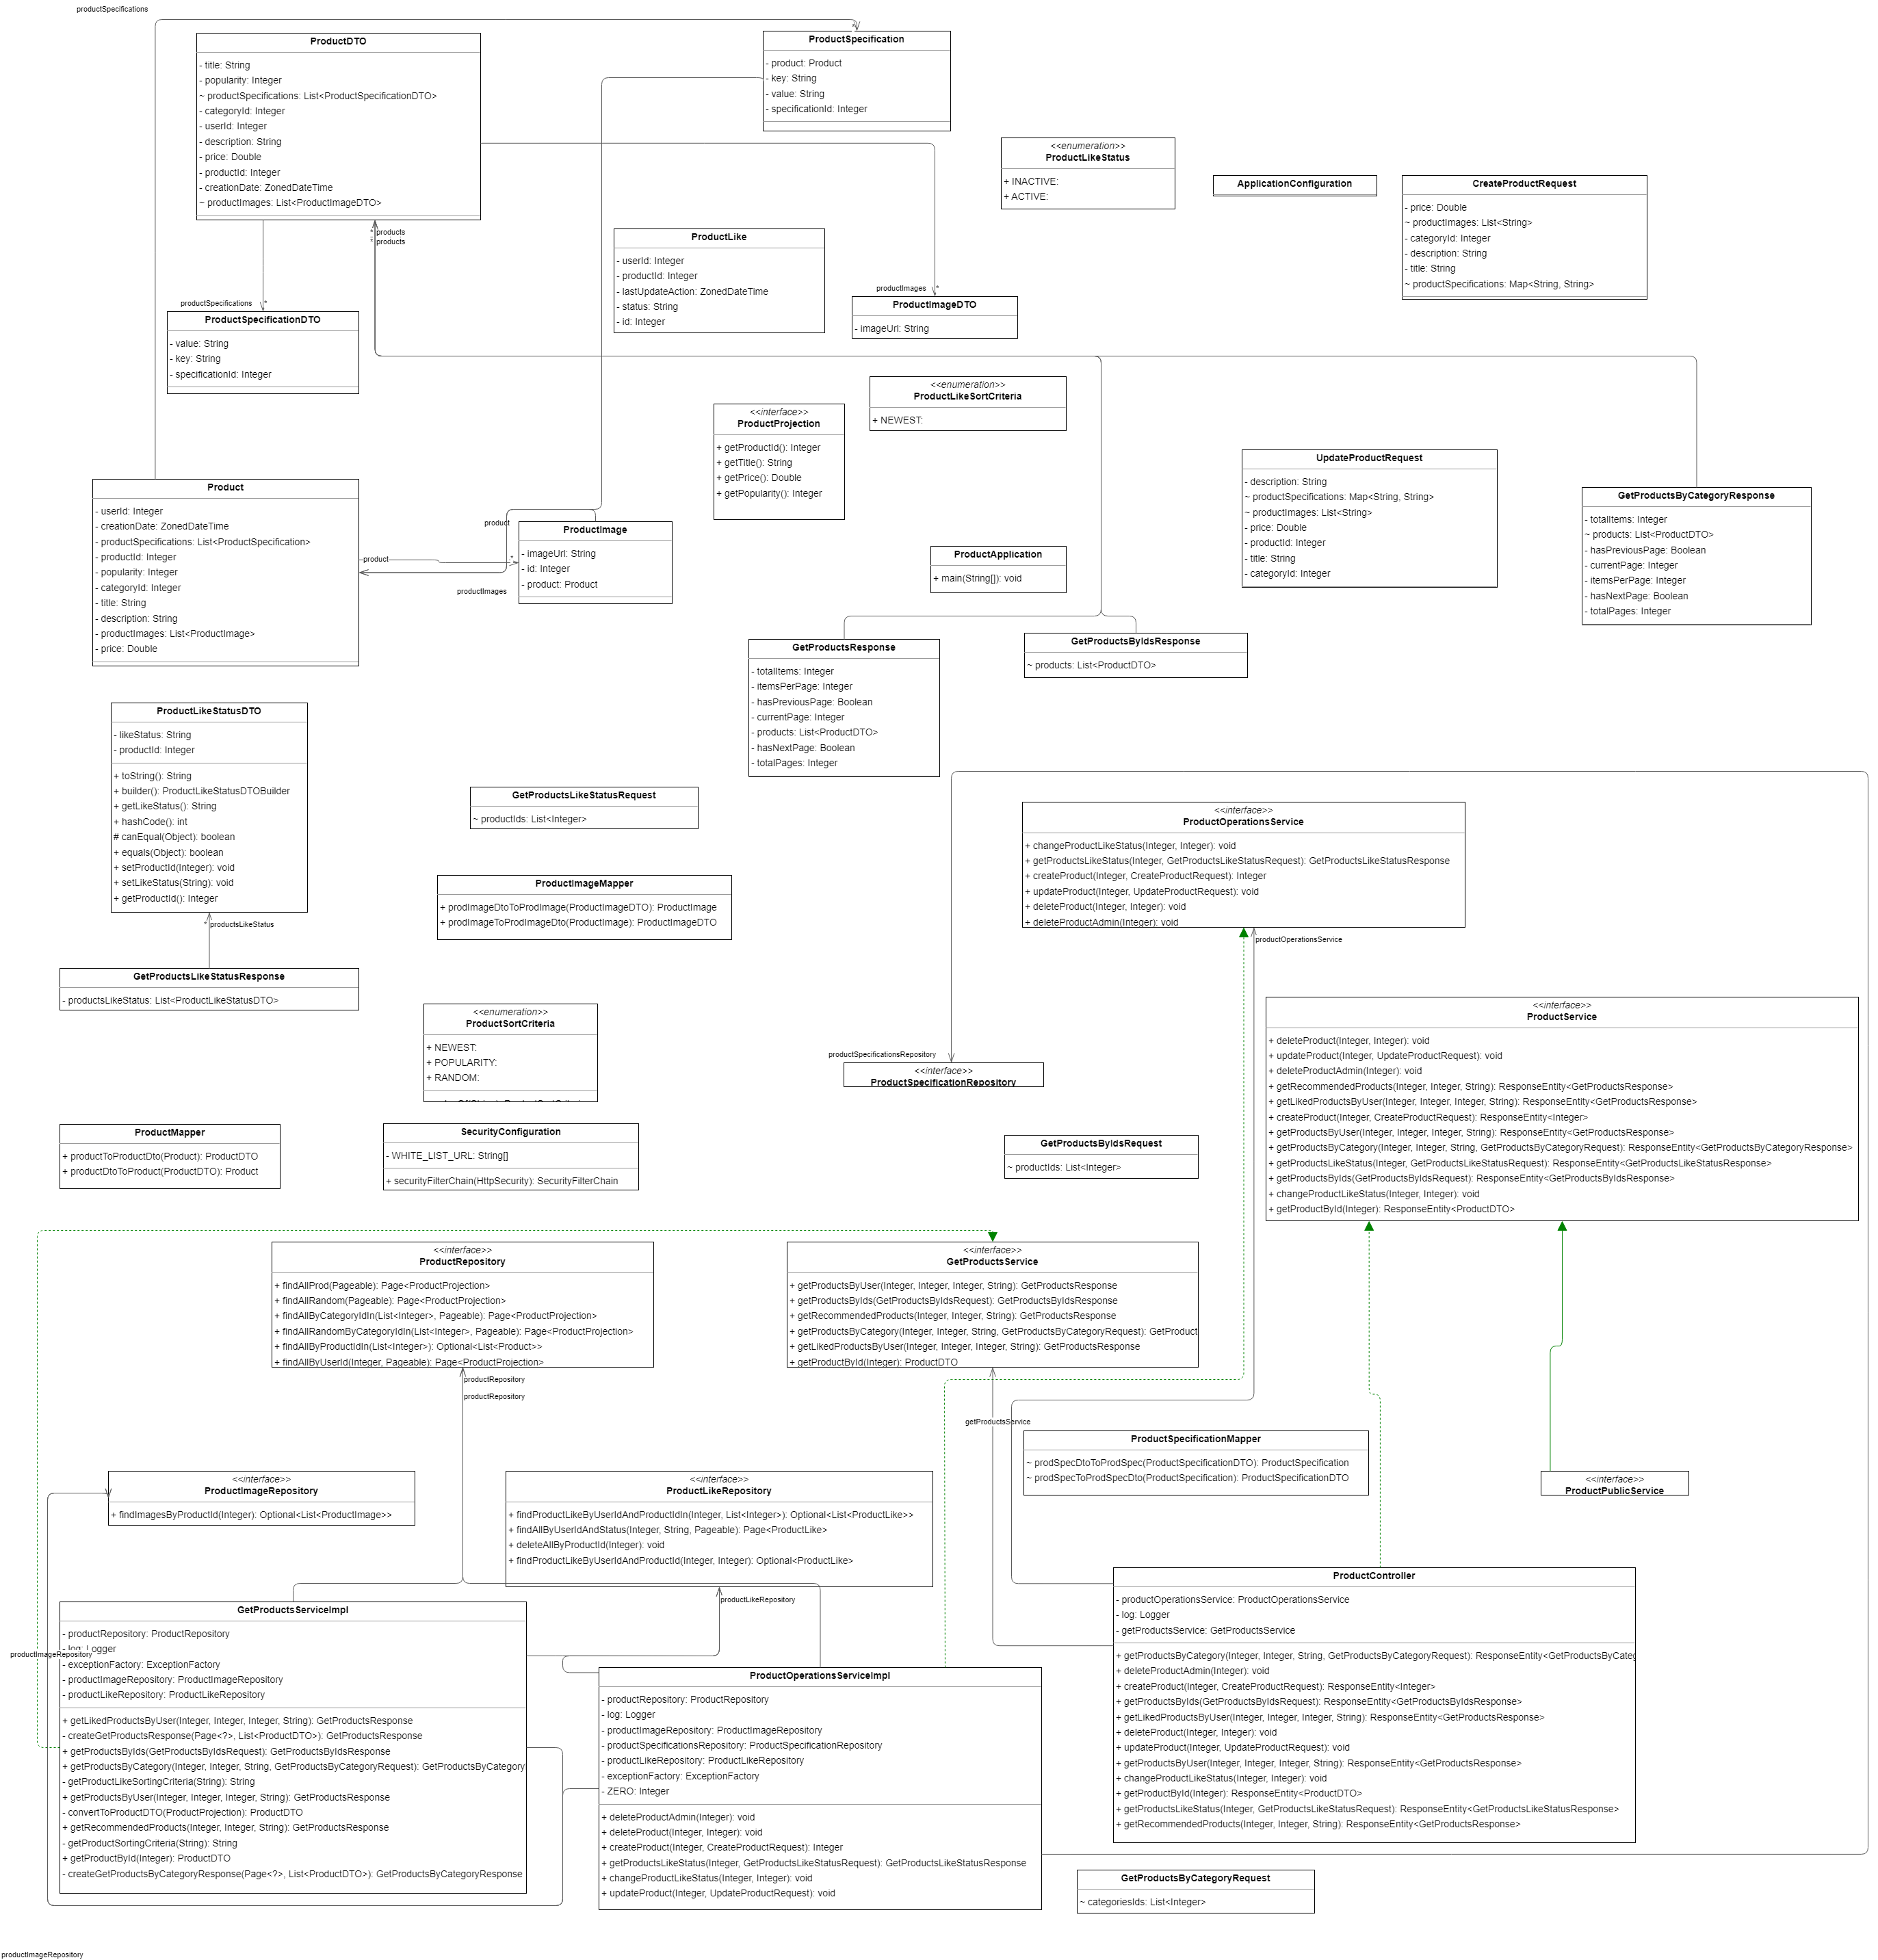 productSpecifications
*
ProductDTO
- title: String
- popularity: Integer
~ productSpecifications: List<ProductSpecificationDTO>
- categoryId: Integer
- userId: Integer
- description: String
- price: Double
- productId: Integer
- creationDate: ZonedDateTime
~ productImages: List<ProductImageDTO>
ProductSpecification
- product: Product
- key: String
- value: String
- specificationId: Integer
<<enumeration>>
ProductLikeStatus
+ INACTIVE:
+ ACTIVE:
ApplicationConfiguration
CreateProductRequest
- price: Double
~ productImages: List<String>
- categoryId: Integer
- description: String
- title: String
~ productSpecifications: Map<String, String>
* products
* products
ProductLike
- userId: Integer
- productId: Integer
- lastUpdateAction: ZonedDateTime
- status: String
- id: Integer
productImages *
ProductImageDTO
- imageUrl: String
productSpecifications *
ProductSpecificationDTO
- value: String
- key: String
- specificationId: Integer
<<enumeration>>
ProductLikeSortCriteria
+ NEWEST:
<<interface>>
ProductProjection
+ getProductId(): Integer
+ getTitle(): String
+ getPrice(): Double
+ getPopularity(): Integer
UpdateProductRequest
- description: String
~ productSpecifications: Map<String, String>
~ productImages: List<String>
- price: Double
- productId: Integer
- title: String
- categoryId: Integer
GetProductsByCategoryResponse
- totalItems: Integer
~ products: List<ProductDTO>
- hasPreviousPage: Boolean
- currentPage: Integer
- itemsPerPage: Integer
- hasNextPage: Boolean
- totalPages: Integer
Product
- userId: Integer
- creationDate: ZonedDateTime
- productSpecifications: List<ProductSpecification>
- productId: Integer
- popularity: Integer
- categoryId: Integer
- title: String
- description: String
- productImages: List<ProductImage>
- price: Double
product
product
*
productImages
ProductImage
- imageUrl: String
- id: Integer
- product: Product
ProductApplication
+ main(String[]): void
GetProductsResponse
- totalItems: Integer
- itemsPerPage: Integer
- hasPreviousPage: Boolean
- currentPage: Integer
- products: List<ProductDTO>
- hasNextPage: Boolean
- totalPages: Integer
GetProductsByIdsResponse
~ products: List<ProductDTO>
ProductLikeStatusDTO
- likeStatus: String
- productId: Integer
+ toString(): String
+ builder(): ProductLikeStatusDTOBuilder
+ getLikeStatus(): String
+ hashCode(): int
# canEqual(Object): boolean
+ equals(Object): boolean
+ setProductId(Integer): void
+ setLikeStatus(String): void
+ getProductId(): Integer
* productsLikeStatus
GetProductsLikeStatusResponse
- productsLikeStatus: List<ProductLikeStatusDTO>
GetProductsLikeStatusRequest
~ productIds: List<Integer>
ProductImageMapper
+ prodImageDtoToProdImage(ProductImageDTO): ProductImage
+ prodImageToProdImageDto(ProductImage): ProductImageDTO
<<interface>>
ProductOperationsService
+ changeProductLikeStatus(Integer, Integer): void
+ getProductsLikeStatus(Integer, GetProductsLikeStatusRequest): GetProductsLikeStatusResponse
+ createProduct(Integer, CreateProductRequest): Integer
+ updateProduct(Integer, UpdateProductRequest): void
+ deleteProduct(Integer, Integer): void
+ deleteProductAdmin(Integer): void
productOperationsService
<<enumeration>>
ProductSortCriteria
+ NEWEST:
+ POPULARITY:
+ RANDOM:
productSpecificationsRepository
<<interface>>
ProductSpecificationRepository
<<interface>>
ProductService
+ deleteProduct(Integer, Integer): void
+ updateProduct(Integer, UpdateProductRequest): void
+ deleteProductAdmin(Integer): void
+ getRecommendedProducts(Integer, Integer, String): ResponseEntity<GetProductsResponse>
+ getLikedProductsByUser(Integer, Integer, Integer, String): ResponseEntity<GetProductsResponse>
+ createProduct(Integer, CreateProductRequest): ResponseEntity<Integer>
+ getProductsByUser(Integer, Integer, Integer, String): ResponseEntity<GetProductsResponse>
+ getProductsByCategory(Integer, Integer, String, GetProductsByCategoryRequest): ResponseEntity<GetProductsByCategoryResponse>
+ getProductsLikeStatus(Integer, GetProductsLikeStatusRequest): ResponseEntity<GetProductsLikeStatusResponse>
+ getProductsByIds(GetProductsByIdsRequest): ResponseEntity<GetProductsByIdsResponse>
+ changeProductLikeStatus(Integer, Integer): void
+ getProductById(Integer): ResponseEntity<ProductDTO>
ProductMapper
+ productToProductDto(Product): ProductDTO
+ productDtoToProduct(ProductDTO): Product
SecurityConfiguration
- WHITE_LIST_URL: String[]
+ securityFilterChain(HttpSecurity): SecurityFilterChain
GetProductsByIdsRequest
~ productIds: List<Integer>
<<interface>>
ProductRepository
+ findAllProd(Pageable): Page<ProductProjection>
+ findAllRandom(Pageable): Page<ProductProjection>
+ findAllByCategoryIdIn(List<Integer>, Pageable): Page<ProductProjection>
+ findAllRandomByCategoryIdIn(List<Integer>, Pageable): Page<ProductProjection>
+ findAllByProductIdIn(List<Integer>): Optional<List<Product>>
+ findAllByUserId(Integer, Pageable): Page<ProductProjection>
productRepository
productRepository
<<interface>>
GetProductsService
+ getProductsByUser(Integer, Integer, Integer, String): GetProductsResponse
+ getProductsByIds(GetProductsByIdsRequest): GetProductsByIdsResponse
+ getRecommendedProducts(Integer, Integer, String): GetProductsResponse
+ getProductsByCategory(Integer, Integer, String, GetProductsByCategoryRequest): GetProduct
+ getLikedProductsByUser(Integer, Integer, Integer, String): GetProductsResponse
+ getProductById(Integer): ProductDTO
getProductsService
ProductSpecificationMapper
~ prodSpecDtoToProdSpec(ProductSpecificationDTO): ProductSpecification
~ prodSpecToProdSpecDto(ProductSpecification): ProductSpecificationDTO
<<interface>>
ProductPublicService
<<interface>>
ProductImageRepository
+ findImagesByProductId(Integer): Optional<List<ProductImage>>
<<interface>>
ProductLikeRepository
+ findProductLikeByUserIdAndProductIdIn(Integer, List<Integer>): Optional<List<ProductLike>>
+ findAllByUserIdAndStatus(Integer, String, Pageable): Page<ProductLike>
+ deleteAllByProductId(Integer): void
+ findProductLikeByUserIdAndProductId(Integer, Integer): Optional<ProductLike>
productLikeRepository
GetProductsServiceImpl
- productRepository: ProductRepository
- log: Logger
productImageRepository
- exceptionFactory: ExceptionFactory
- productImageRepository: ProductImageRepository
- productLikeRepository: ProductLikeRepository
+ getLikedProductsByUser(Integer, Integer, Integer, String): GetProductsResponse
- createGetProductsResponse(Page<?>, List<ProductDTO>): GetProductsResponse
+ getProductsByIds(GetProductsByIdsRequest): GetProductsByIdsResponse
+ getProductsByCategory(Integer, Integer, String, GetProductsByCategoryRequest): GetProductsByCategory
- getProductLikeSortingCriteria(String): String
+ getProductsByUser(Integer, Integer, Integer, String): GetProductsResponse
- convertToProductDTO(ProductProjection): ProductDTO
+ getRecommendedProducts(Integer, Integer, String): GetProductsResponse
- getProductSortingCriteria(String): String
+ getProductById(Integer): ProductDTO
- createGetProductsByCategoryResponse(Page<?>, List<ProductDTO>): GetProductsByCategoryResponse
ProductOperationsServiceImpl
- productRepository: ProductRepository
- log: Logger
- productImageRepository: ProductImageRepository
- productSpecificationsRepository: ProductSpecificationRepository
- productLikeRepository: ProductLikeRepository
- exceptionFactory: ExceptionFactory
- ZERO: Integer
+ deleteProductAdmin(Integer): void
+ deleteProduct(Integer, Integer): void
+ createProduct(Integer, CreateProductRequest): Integer
+ getProductsLikeStatus(Integer, GetProductsLikeStatusRequest): GetProductsLikeStatusResponse
+ changeProductLikeStatus(Integer, Integer): void
+ updateProduct(Integer, UpdateProductRequest): void
ProductController
- productOperationsService: ProductOperationsService
- log: Logger
- getProductsService: GetProductsService
+ getProductsByCategory(Integer, Integer, String, GetProductsByCategoryRequest): ResponseEntity<GetProductsByCateg
+ deleteProductAdmin(Integer): void
+ createProduct(Integer, CreateProductRequest): ResponseEntity<Integer>
+ getProductsByIds(GetProductsByIdsRequest): ResponseEntity<GetProductsByIdsResponse>
+ getLikedProductsByUser(Integer, Integer, Integer, String): ResponseEntity<GetProductsResponse>
+ deleteProduct(Integer, Integer): void
+ updateProduct(Integer, UpdateProductRequest): void
+ getProductsByUser(Integer, Integer, Integer, String): ResponseEntity<GetProductsResponse>
+ changeProductLikeStatus(Integer, Integer): void
+ getProductById(Integer): ResponseEntity<ProductDTO>
+ getProductsLikeStatus(Integer, GetProductsLikeStatusRequest): ResponseEntity<GetProductsLikeStatusResponse>
+ getRecommendedProducts(Integer, Integer, String): ResponseEntity<GetProductsResponse>
GetProductsByCategoryRequest
~ categoriesIds: List<Integer>
productImageRepository